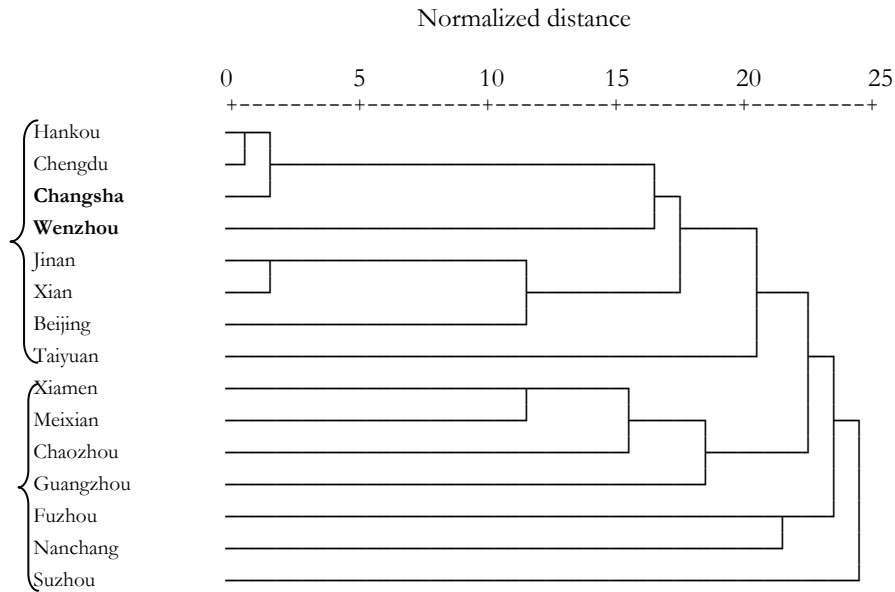 Normalized distance
0 5 10 15 20 25
+---------+---------+---------+---------+---------+
Hankou
Chengdu
Changsha
Wenzhou
Jinan
Xian
Beijing
Taiyuan
Xiamen
Meixian
Chaozhou
Guangzhou
Fuzhou
Nanchang
Suzhou